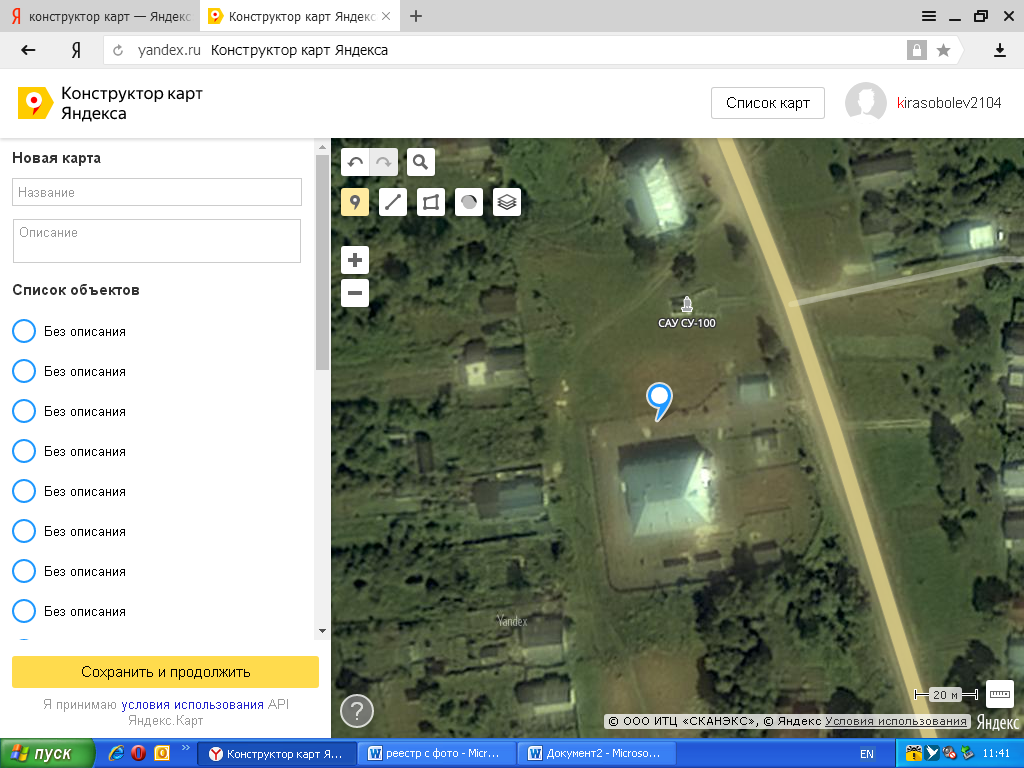 конструктор карт — Яндекс
Конструктор карт Яндекс
yandex.ru Конструктор карт Яндекса
Конструктор карт
Яндекса
Список карт
kirasobolev2104
Новая карта
Название
Описание
Список объектов
Без описания
Без описания
Без описания
Без описания
Без описания
Без описания
Без описания
Без описания
Сохранить и продолжить
Я принимаю условия использования API
Яндекс.Карт
САУ СУ-100
Yandex
20 м
© ООО ИТЦ «СКАНЭКС», © Яндекс Условия использования
Яндекс
пуск
Конструктор карт Я...
реестр с фото - Micr...
Документ2 - Microso...
EN
11:41